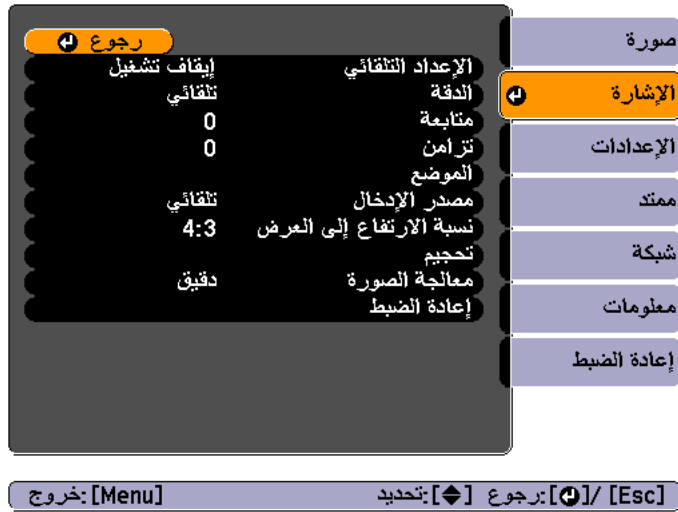 صورة
الإشارة
الإعدادات
ممتد
شبكة
معلومات
إعادة الضبط
رجوع
الإعداد التلقائي إيقاف تشغيل
الدقة تلقائي
متابعة 0
تزامن 0
الموضع
مصدر الإدخال تلقائي
نسبة الارتفاع إلى العرض 4:3
تحجيم
معالجة الصورة دقيق
إعادة الضبط
[Esc] /[]:رجوع []:تحديد [Menu]:خروج